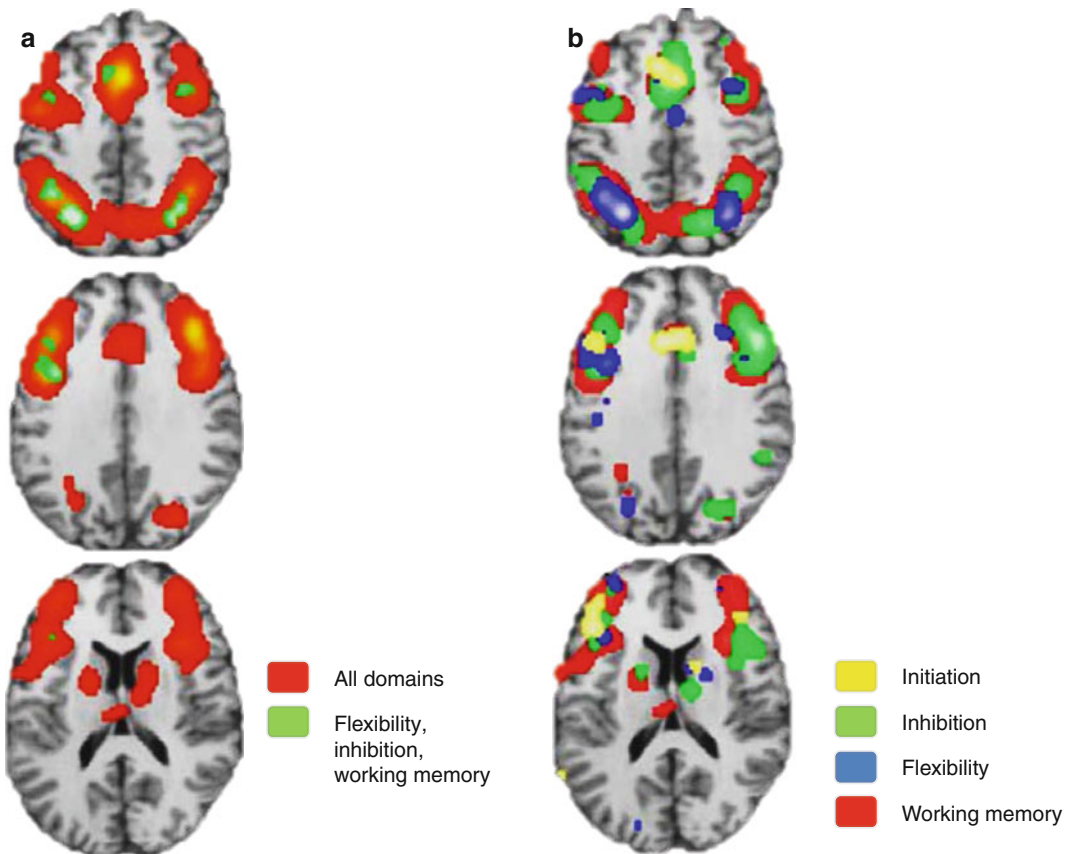 a
b
All domains
Flexibility,
inhibition,
working memory
Initiation
Inhibition
Flexibility
Working memory